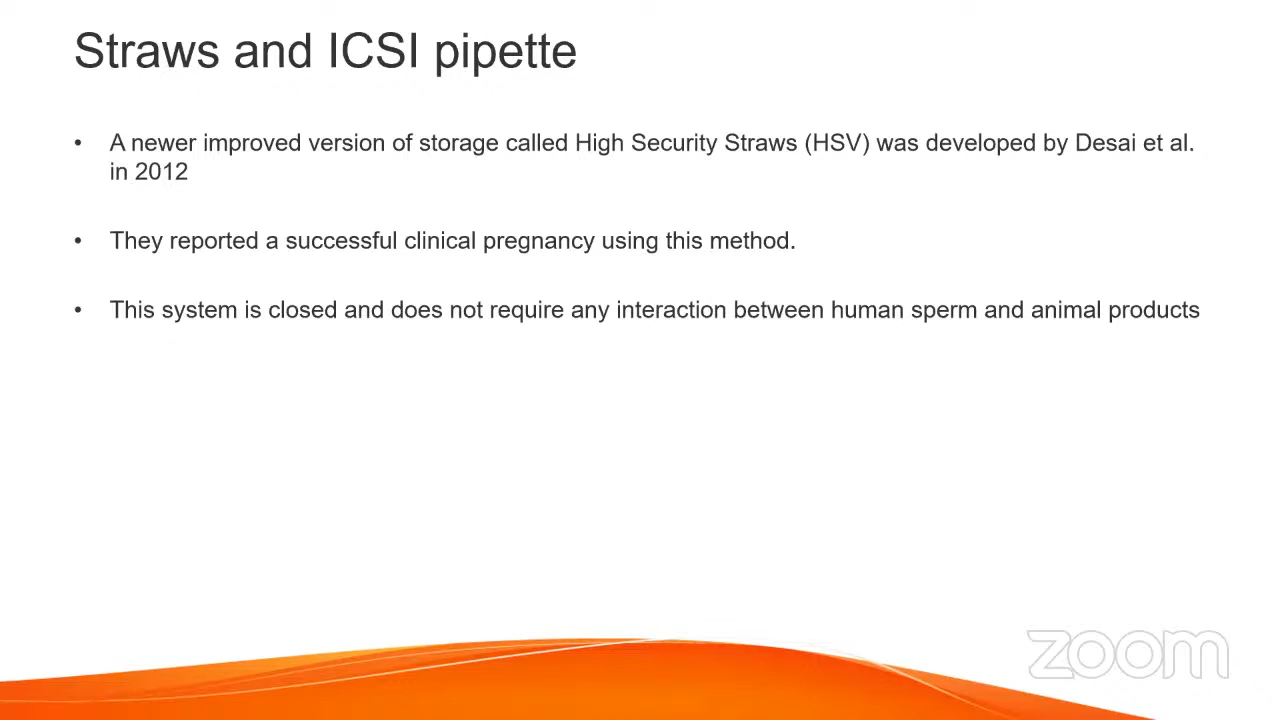 Straws and ICSI pipette
• A newer improved version of storage called High Security Straws (HSV) was developed by Desai et al.
in 2012
• They reported a successful clinical pregnancy using this method.
• This system is closed and does not require any interaction between human sperm and animal products
zoom